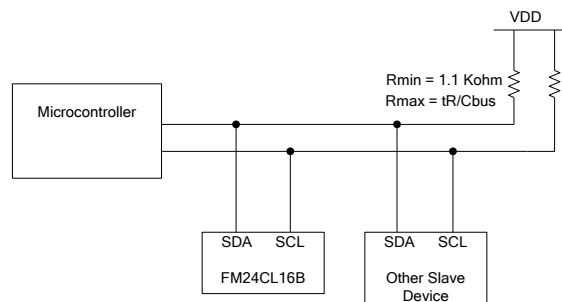 VDD
Rmin = 1.1 Kohm
Rmax = tR/Cbus
Microcontroller
SDA SCL
FM24CL16B
SDA SCL
Other Slave
Device